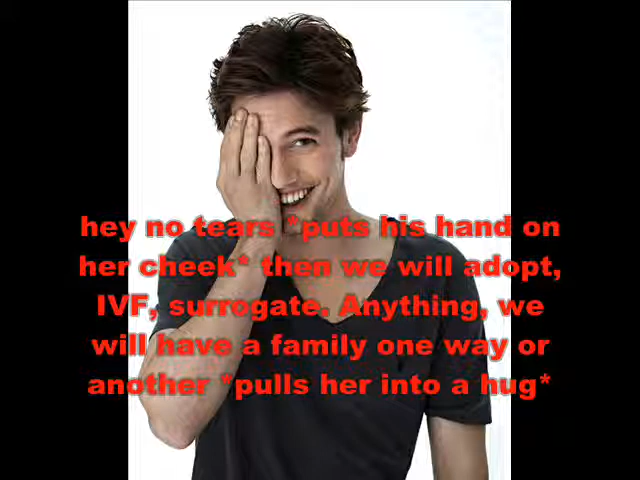 hey no tears *puts his hand on
her cheek* then we will adopt,
IVF, surrogate. Anything, we
will have a family one way or
another *pulls her into a hug*